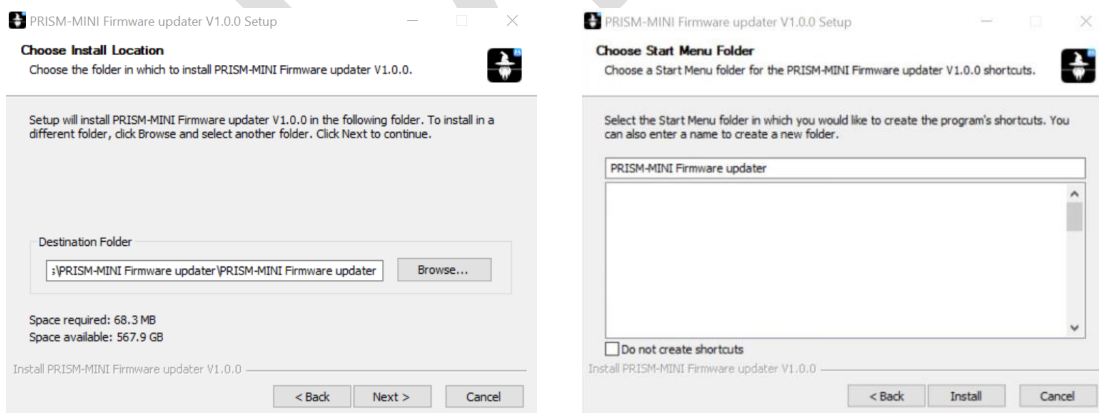 PRISM-MINI Firmware updater V1.0.0 Setup
Choose Install Location
Choose the folder in which to install PRISM-MINI Firmware updater V1.0.0.
Setup will install PRISM-MINI Firmware updater V1.0.0 in the following folder. To install in a
different folder, click Browse and select another folder. Click Next to continue.
Destination Folder
:\PRISM-MINI Firmware updater\PRISM-MINI Firmware updater
Browse...
Space required: 68.3 MB
Space available: 567.9 GB
Install PRISM-MINI Firmware updater V1.0.0
< Back
Next >
Cancel
PRISM-MINI Firmware updater V1.0.0 Setup
Choose Start Menu Folder
Choose a Start Menu folder for the PRISM-MINI Firmware updater V1.0.0 shortcuts.
Select the Start Menu folder in which you would like to create the program's shortcuts. You
can also enter a name to create a new folder.
PRISM-MINI Firmware updater
Do not create shortcuts
Install PRISM-MINI Firmware updater V1.0.0
< Back
Install
Cancel